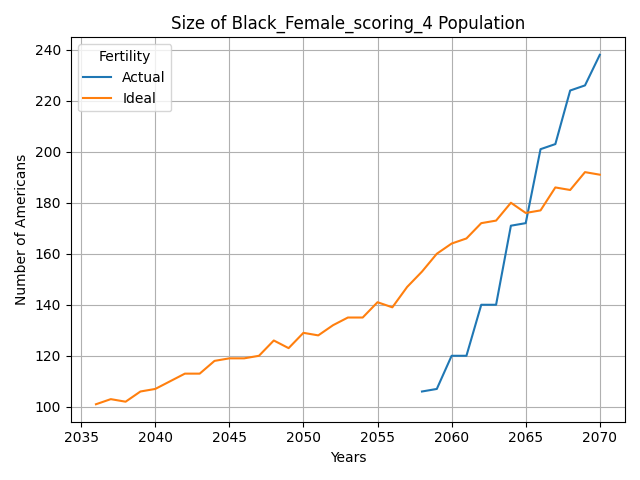 Size of Black_Female_scoring_4 Population
Fertility
Actual
Ideal
Number of Americans
240
220
200
180
160
140
120
100
2035 2040 2045 2050 2055 2060 2065 2070
Years